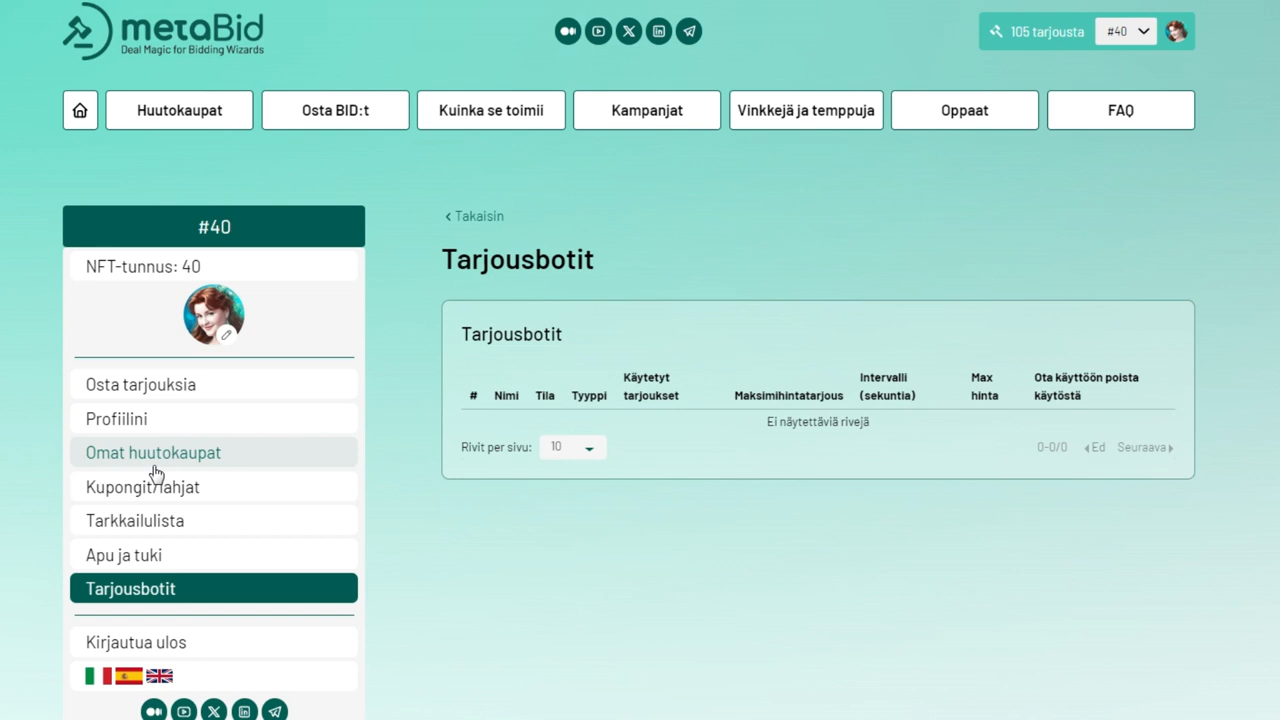 metaBid
Deal Magic for Bidding Wizards
105 tarjousta
#40
Huutokaupat
Osta BID:t
Kuinka se toimii
Kampanjat
Vinkkejä ja temppuja
Oppaat
FAQ
#40
NFT-tunnus: 40
Osta tarjouksia
Profiilini
Omat huutokaupat
Kupongit/lahjat
Tarkkailulista
Apu ja tuki
Tarjousbotit
Kirjautua ulos
Takaisin
Tarjousbotit
Tarjousbotit
# Nimi Tila Tyyppi Käytetyt tarjoukset Maksimihintatarjous Intervalli (sekuntia) Max hinta Ota käyttöön poista käytöstä
Ei näytettäviä rivejä
Rivit per sivu: 10 0-0/0 Ed Seuraava